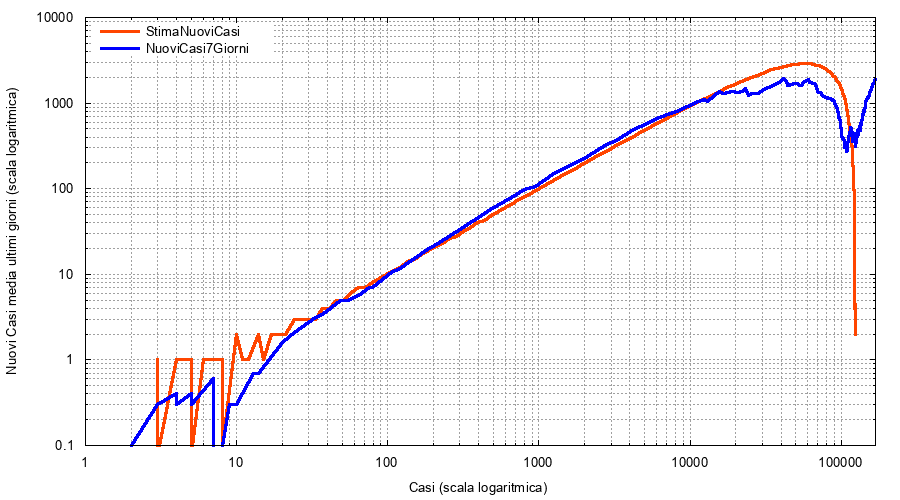 10000
1000
100
10
1
0.1
Nuovi Casi media ultimi giorni (scala logaritmica)
StimaNuoviCasi
NuoviCasi7Giorni
1 10 100 1000 10000 100000
Casi (scala logaritmica)